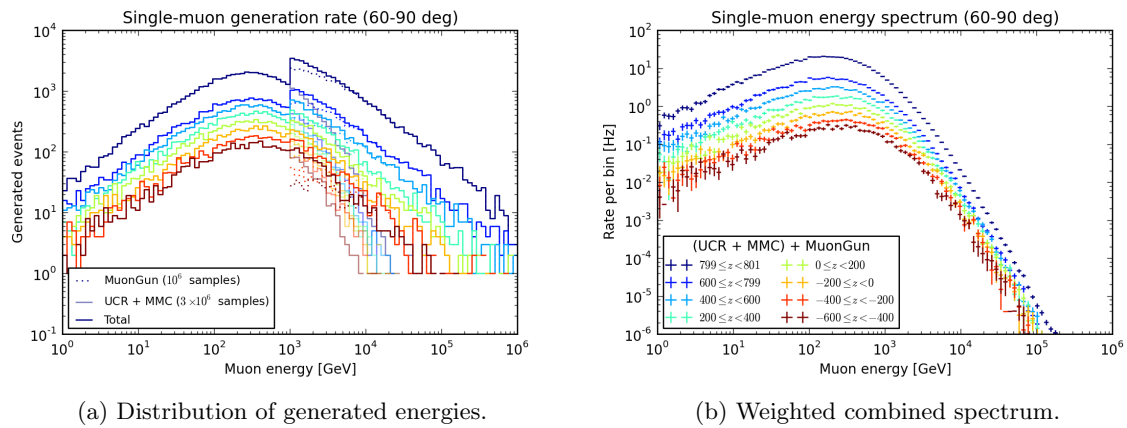 Single-muon generation rate (60-90 deg)
Generated events
10^4
10^3
10^2
10^1
10^0
10^-1
MuonGun (10^6 samples)
UCR + MMC (3×10^6 samples)
Total
10^0 10^1 10^2 10^3 10^4 10^5 10^6
Muon energy [GeV]
(a) Distribution of generated energies.
Single-muon energy spectrum (60-90 deg)
Rate per bin [Hz]
10^2
10^1
10^0
10^-1
10^-2
10^-3
10^-4
10^-5
10^-6
(UCR + MMC) + MuonGun
799 ≤ z < 801
600 ≤ z < 799
400 ≤ z < 600
200 ≤ z < 400
0 ≤ z < 200
−200 ≤ z < 0
−400 ≤ z < −200
−600 ≤ z < −400
10^0 10^1 10^2 10^3 10^4 10^5 10^6
Muon energy [GeV]
(b) Weighted combined spectrum.